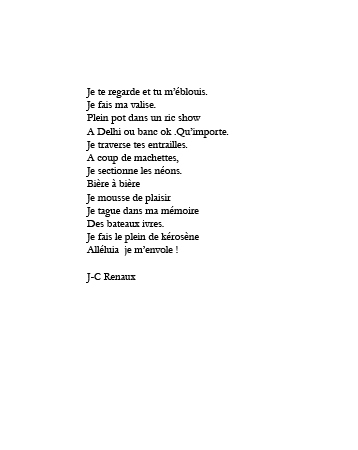 Je te regarde et tu m’éblouis.
Je fais ma valise.
Plein pot dans un ric show
A Delhi ou banc ok .Qu’importe.
Je traverse tes entrailles.
A coup de machettes,
Je sectionne les néons.
Bière à bière
Je mousse de plaisir
Je tague dans ma mémoire
Des bateaux ivres.
Je fais le plein de kérosène
Alléluia  je m’envole !

J-C Renaux